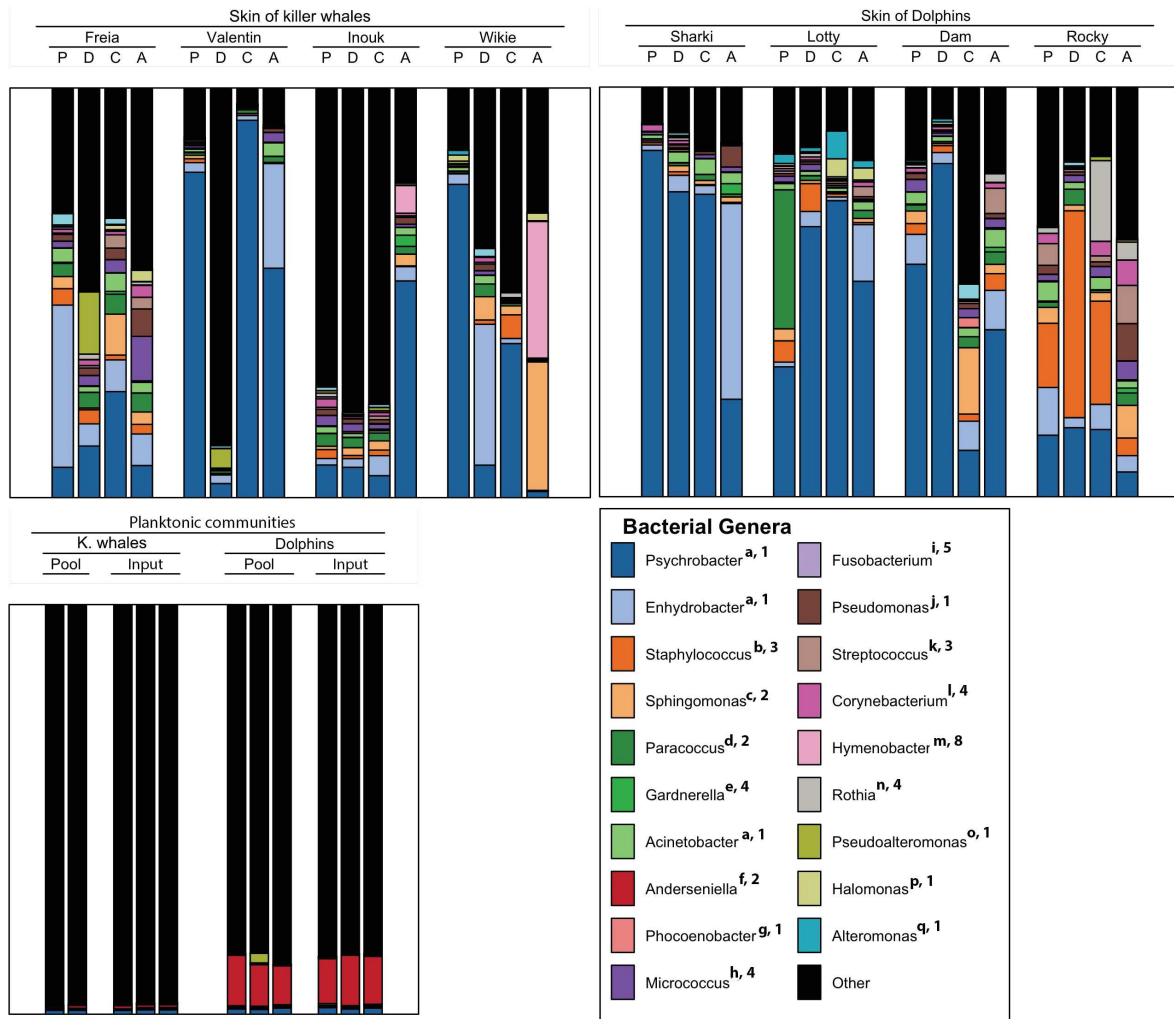 Skin of killer whales
Freia Valentin Inouk Wikie
P D C A P D C A P D C A P D C A
Skin of Dolphins
Sharki Lotty Dam Rocky
P D C A P D C A P D C A P D C A
Planktonic communities
K. whales Dolphins
Pool Input Pool Input
Bacterial Genera
Psychrobacter a, 1
Enhydrobacter a, 1
Staphylococcus b, 3
Sphingomonas c, 2
Paracoccus d, 2
Gardnerella e, 4
Acinetobacter a, 1
Anderseniella f, 2
Phocoenobacter g, 1
Micrococcus h, 4
Fusobacterium i, 5
Pseudomonas j, 1
Streptococcus k, 3
Corynebacterium l, 4
Hymenobacter m, 8
Rothia n, 4
Pseudoalteromonas o, 1
Halomonas p, 1
Alteromonas q, 1
Other